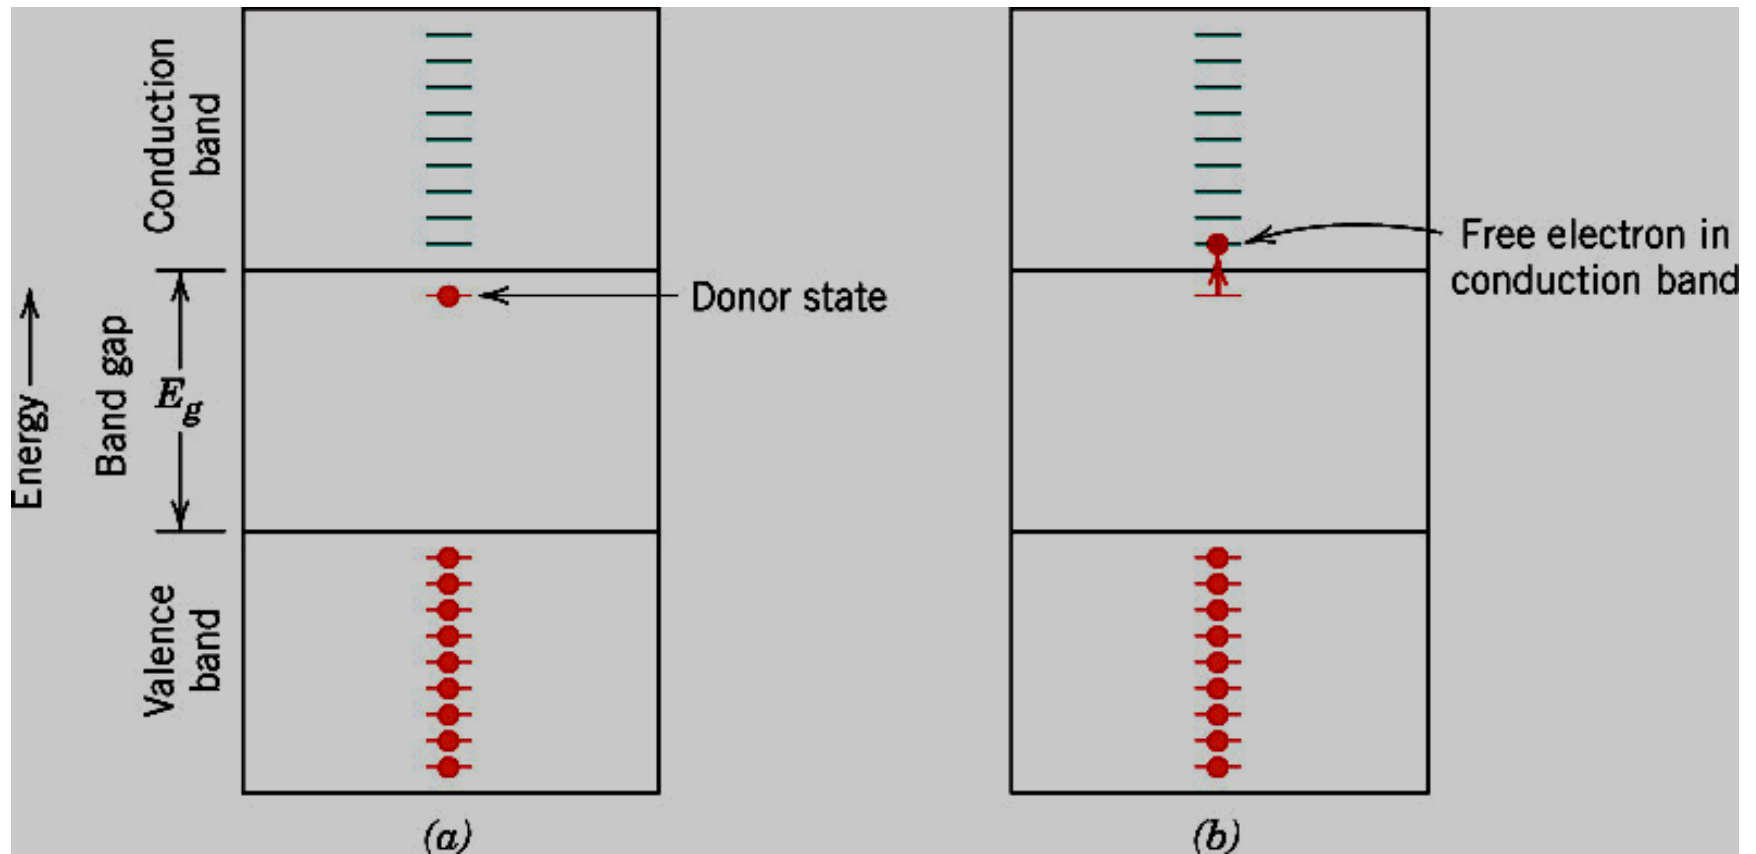 Conduction
band
Band gap
E_g
Energy
Valence
band
Donor state
(a)
Free electron in
conduction band
(b)